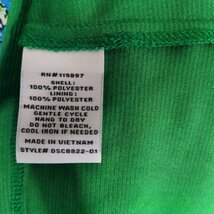 RN#119897
SHELL:
100% POLYESTER
LINING:
100% POLYESTER
MACHINE WASH COLD
GENTLE CYCLE
HANG TO DRY
DO NOT BLEACH,
COOL IRON IF NEEDED
MADE IN VIETNAM
STYLE# DSC8822-01